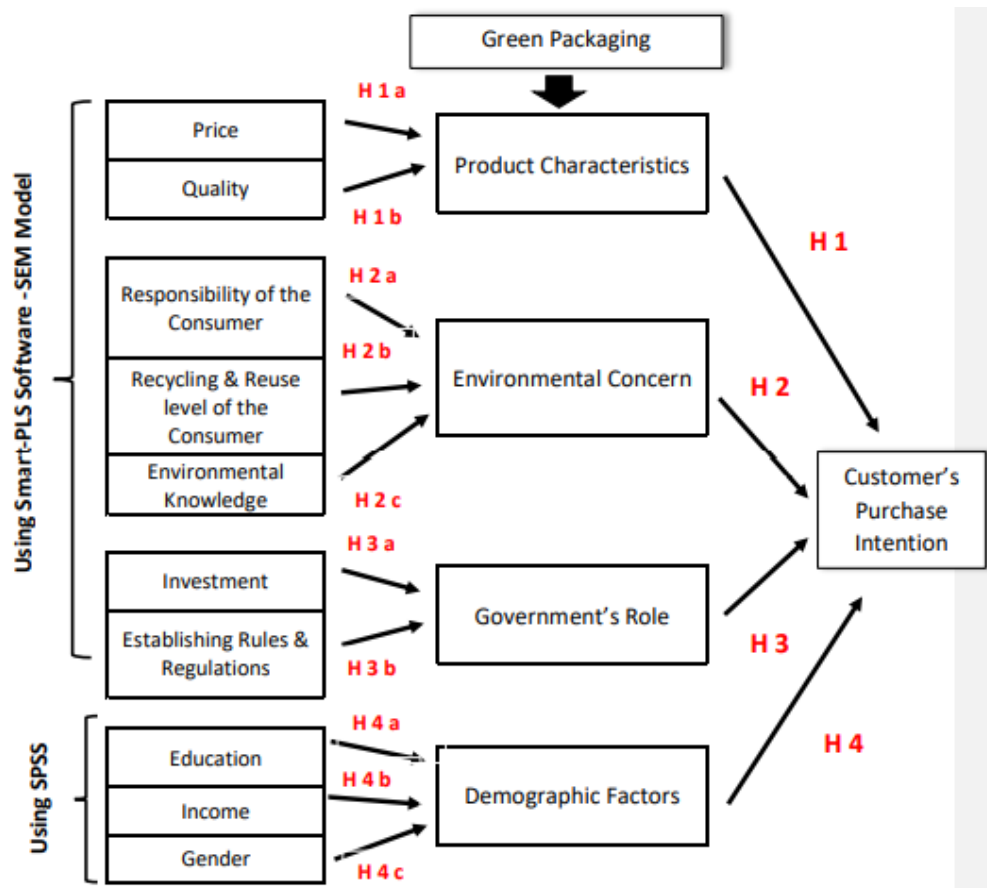 Green Packaging
H 1 a
Price
Quality
H 1 b
Product Characteristics
H 1
Using Smart-PLS Software -SEM Model
H 2 a
Responsibility of the
Consumer
H 2 b
Recycling & Reuse
level of the
Consumer
Environmental
Knowledge
H 2 c
Environmental Concern
H 2
Customer's
Purchase
Intention
H 3 a
Investment
Establishing Rules &
Regulations
H 3 b
Government's Role
H 3
Using SPSS
H 4 a
Education
H 4 b
Income
Gender
H 4 c
Demographic Factors
H 4